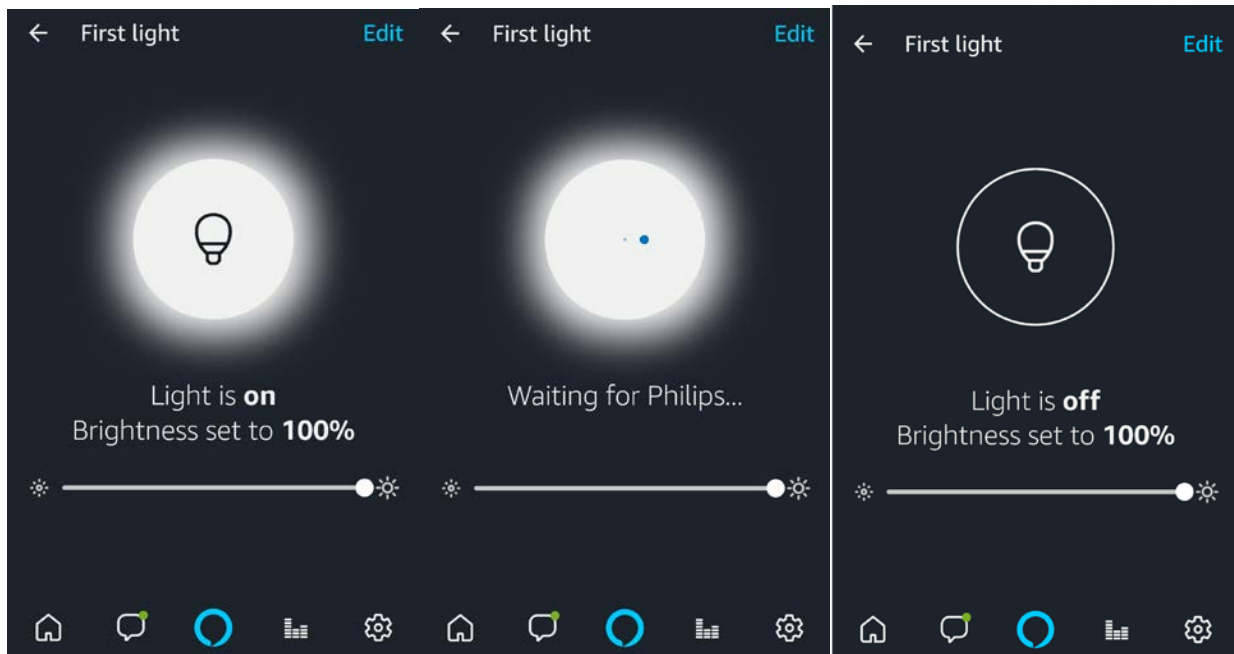 First light Edit
Light is on
Brightness set to 100%
First light Edit
Waiting for Philips...
First light Edit
Light is off
Brightness set to 100%